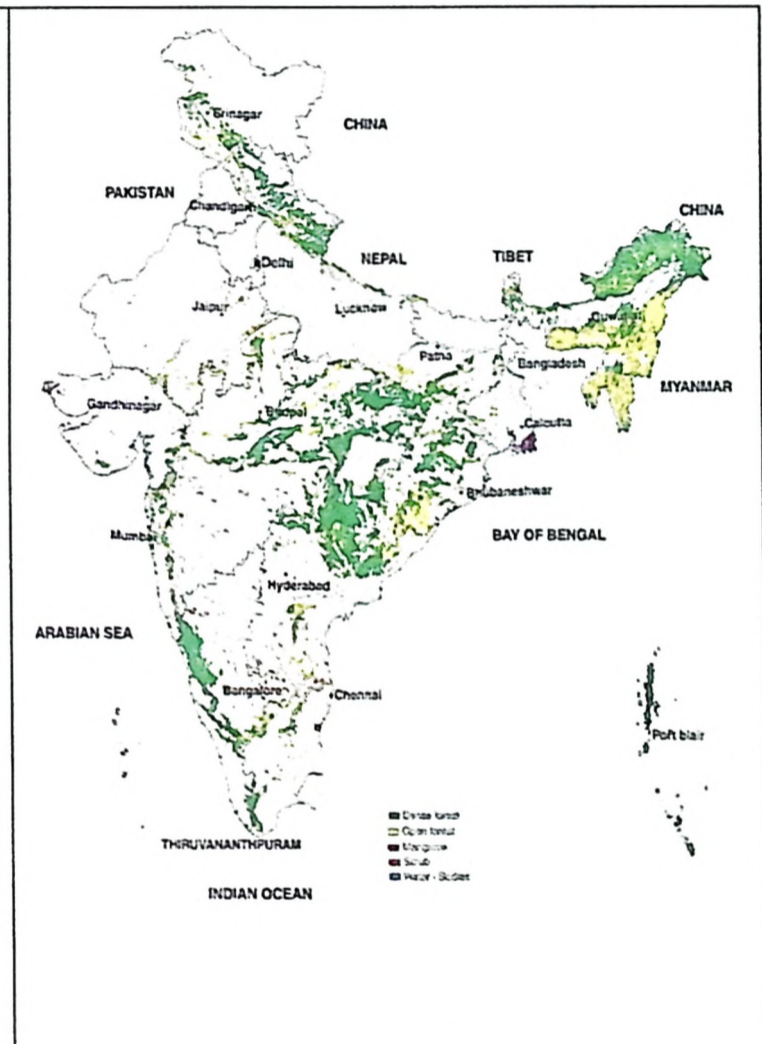 Srinagar
CHINA
PAKISTAN
Chandigarh
CHINA
Delhi
NEPAL
TIBET
Jaipur
Lucknow
Guwahati
Patna
Bangladesh
MYANMAR
Gandhinagar
Bhopal
Calcutta
Bhubaneshwar
Mumbai
BAY OF BENGAL
Hyderabad
ARABIAN SEA
Bangalore
Chennai
Port blair
Dense forest
Open forest
Mangrove
Scrub
Water - Bodies
THIRUVANANTHPURAM
INDIAN OCEAN